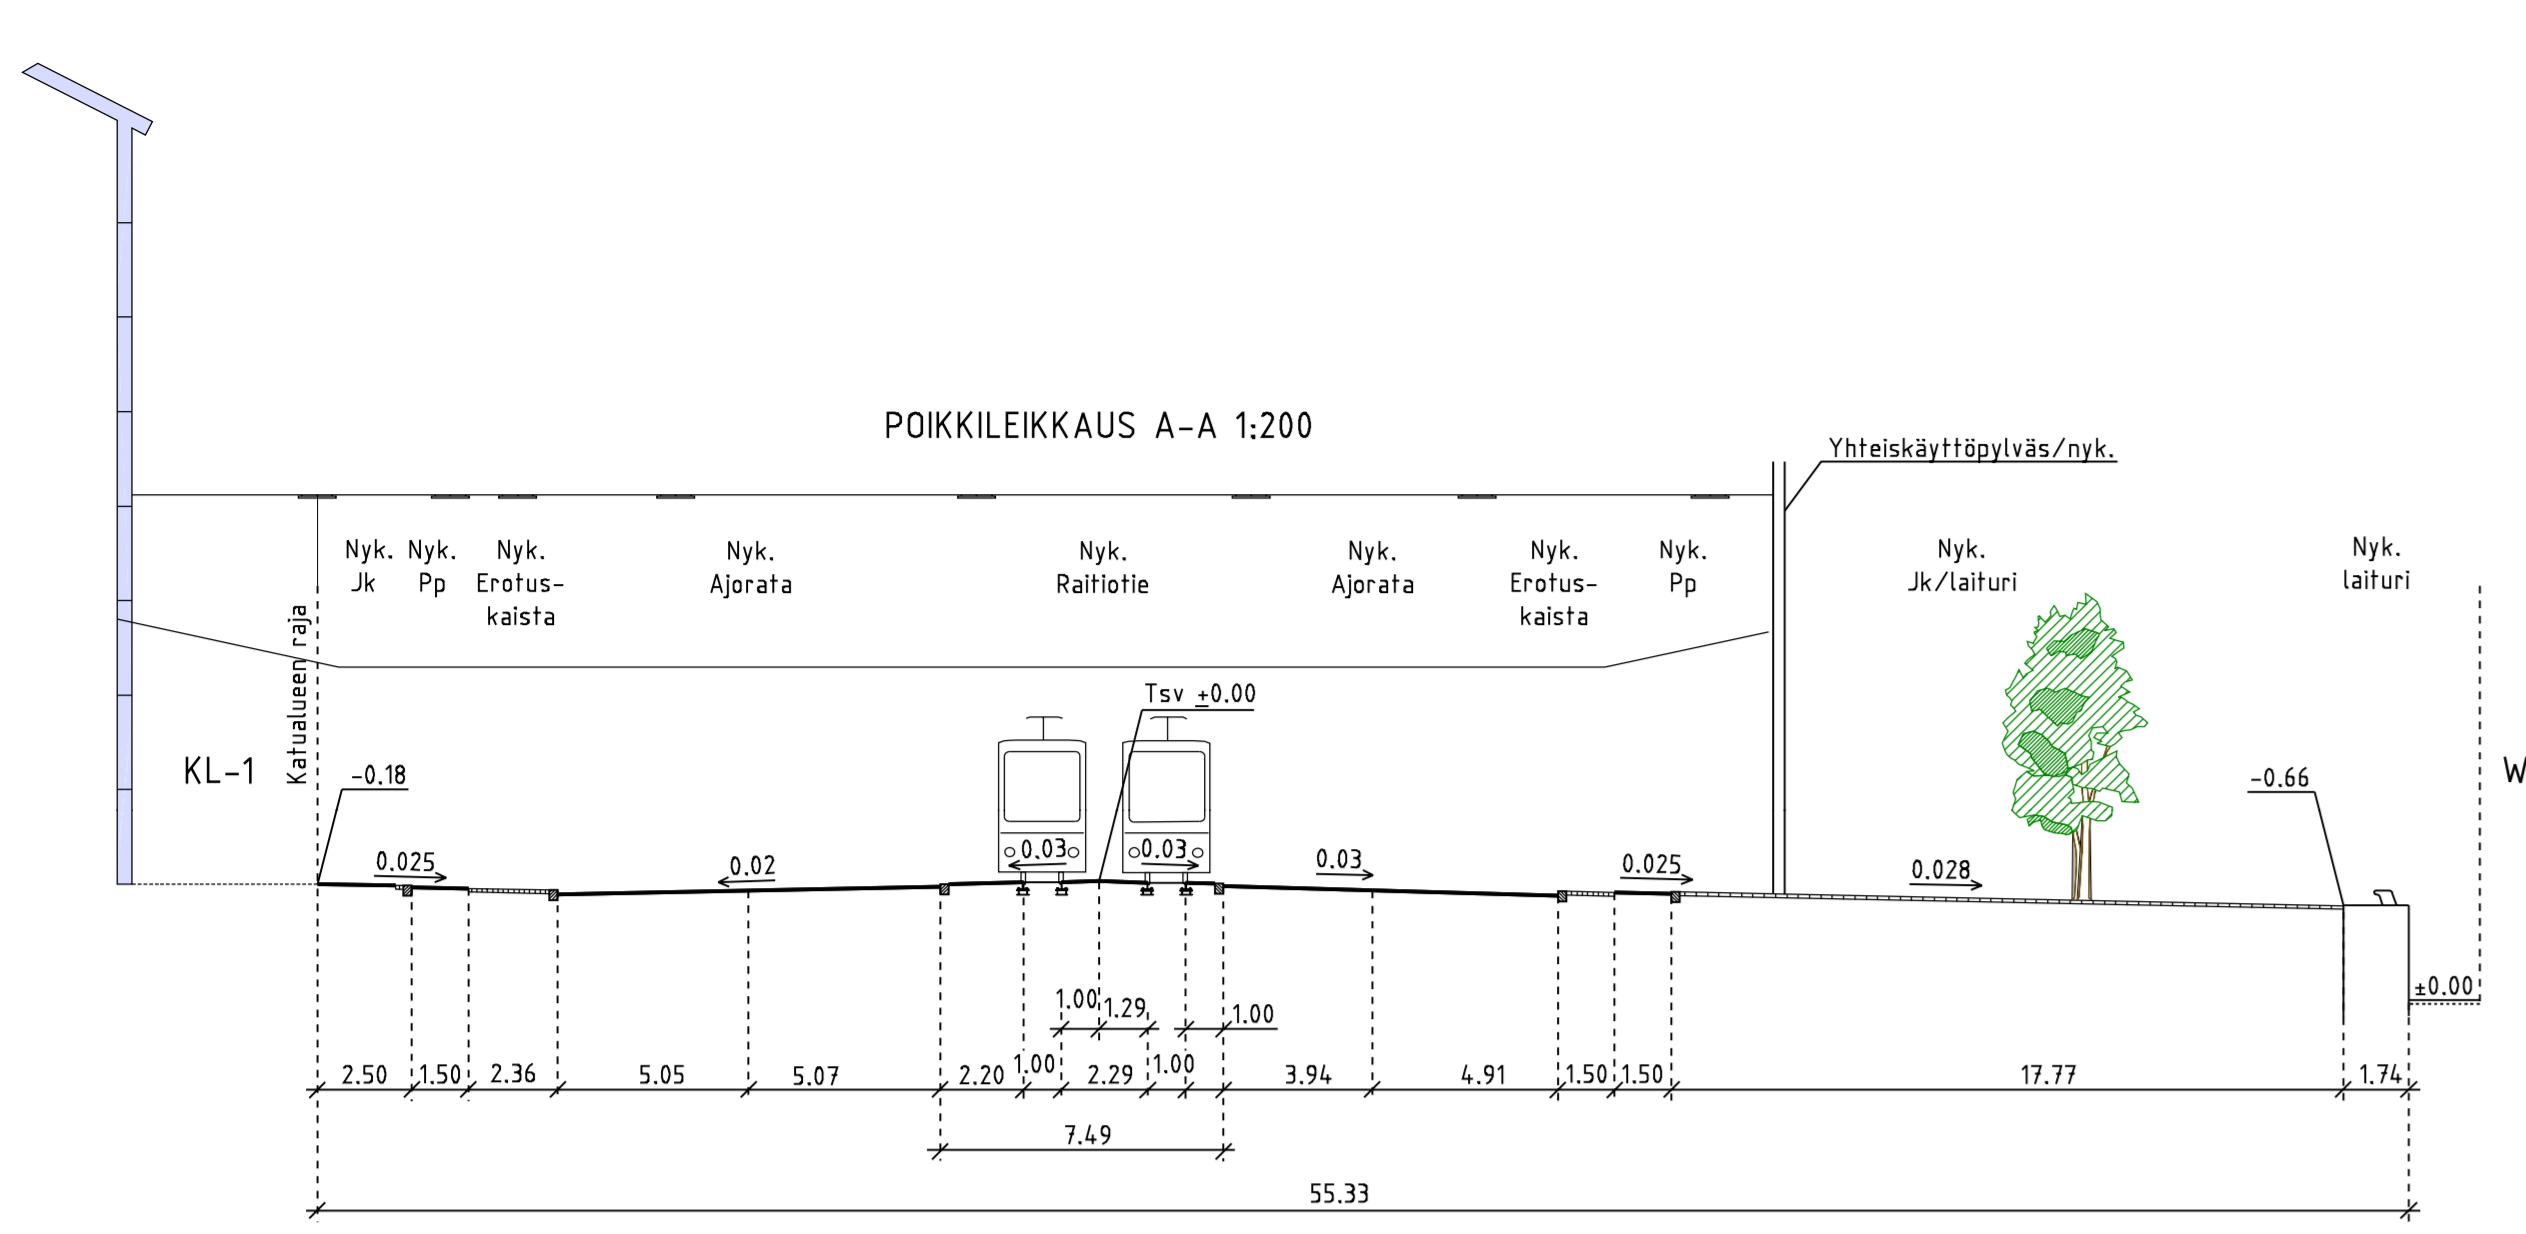 POIKKILEIKKAUS A-A 1:200
Yhteiskäyttöpylväs/nyk.
Nyk.
Jk
Nyk.
Pp
Nyk.
Erotus-
kaista
Nyk.
Ajorata
Nyk.
Raitiotie
Nyk.
Ajorata
Nyk.
Erotus-
kaista
Nyk.
Pp
Nyk.
Jk/laituri
Nyk.
laituri
Katualueen raja
KL-1
W
Tsv ±0.00
-0.18
-0.66
0.025
0.02
0.03
0.03
0.03
0.025
0.028
±0.00
1.00
1.29
1.00
2.50
1.50
2.36
5.05
5.07
2.20
1.00
2.29
1.00
3.94
4.91
1.50
1.50
17.77
1.74
7.49
55.33